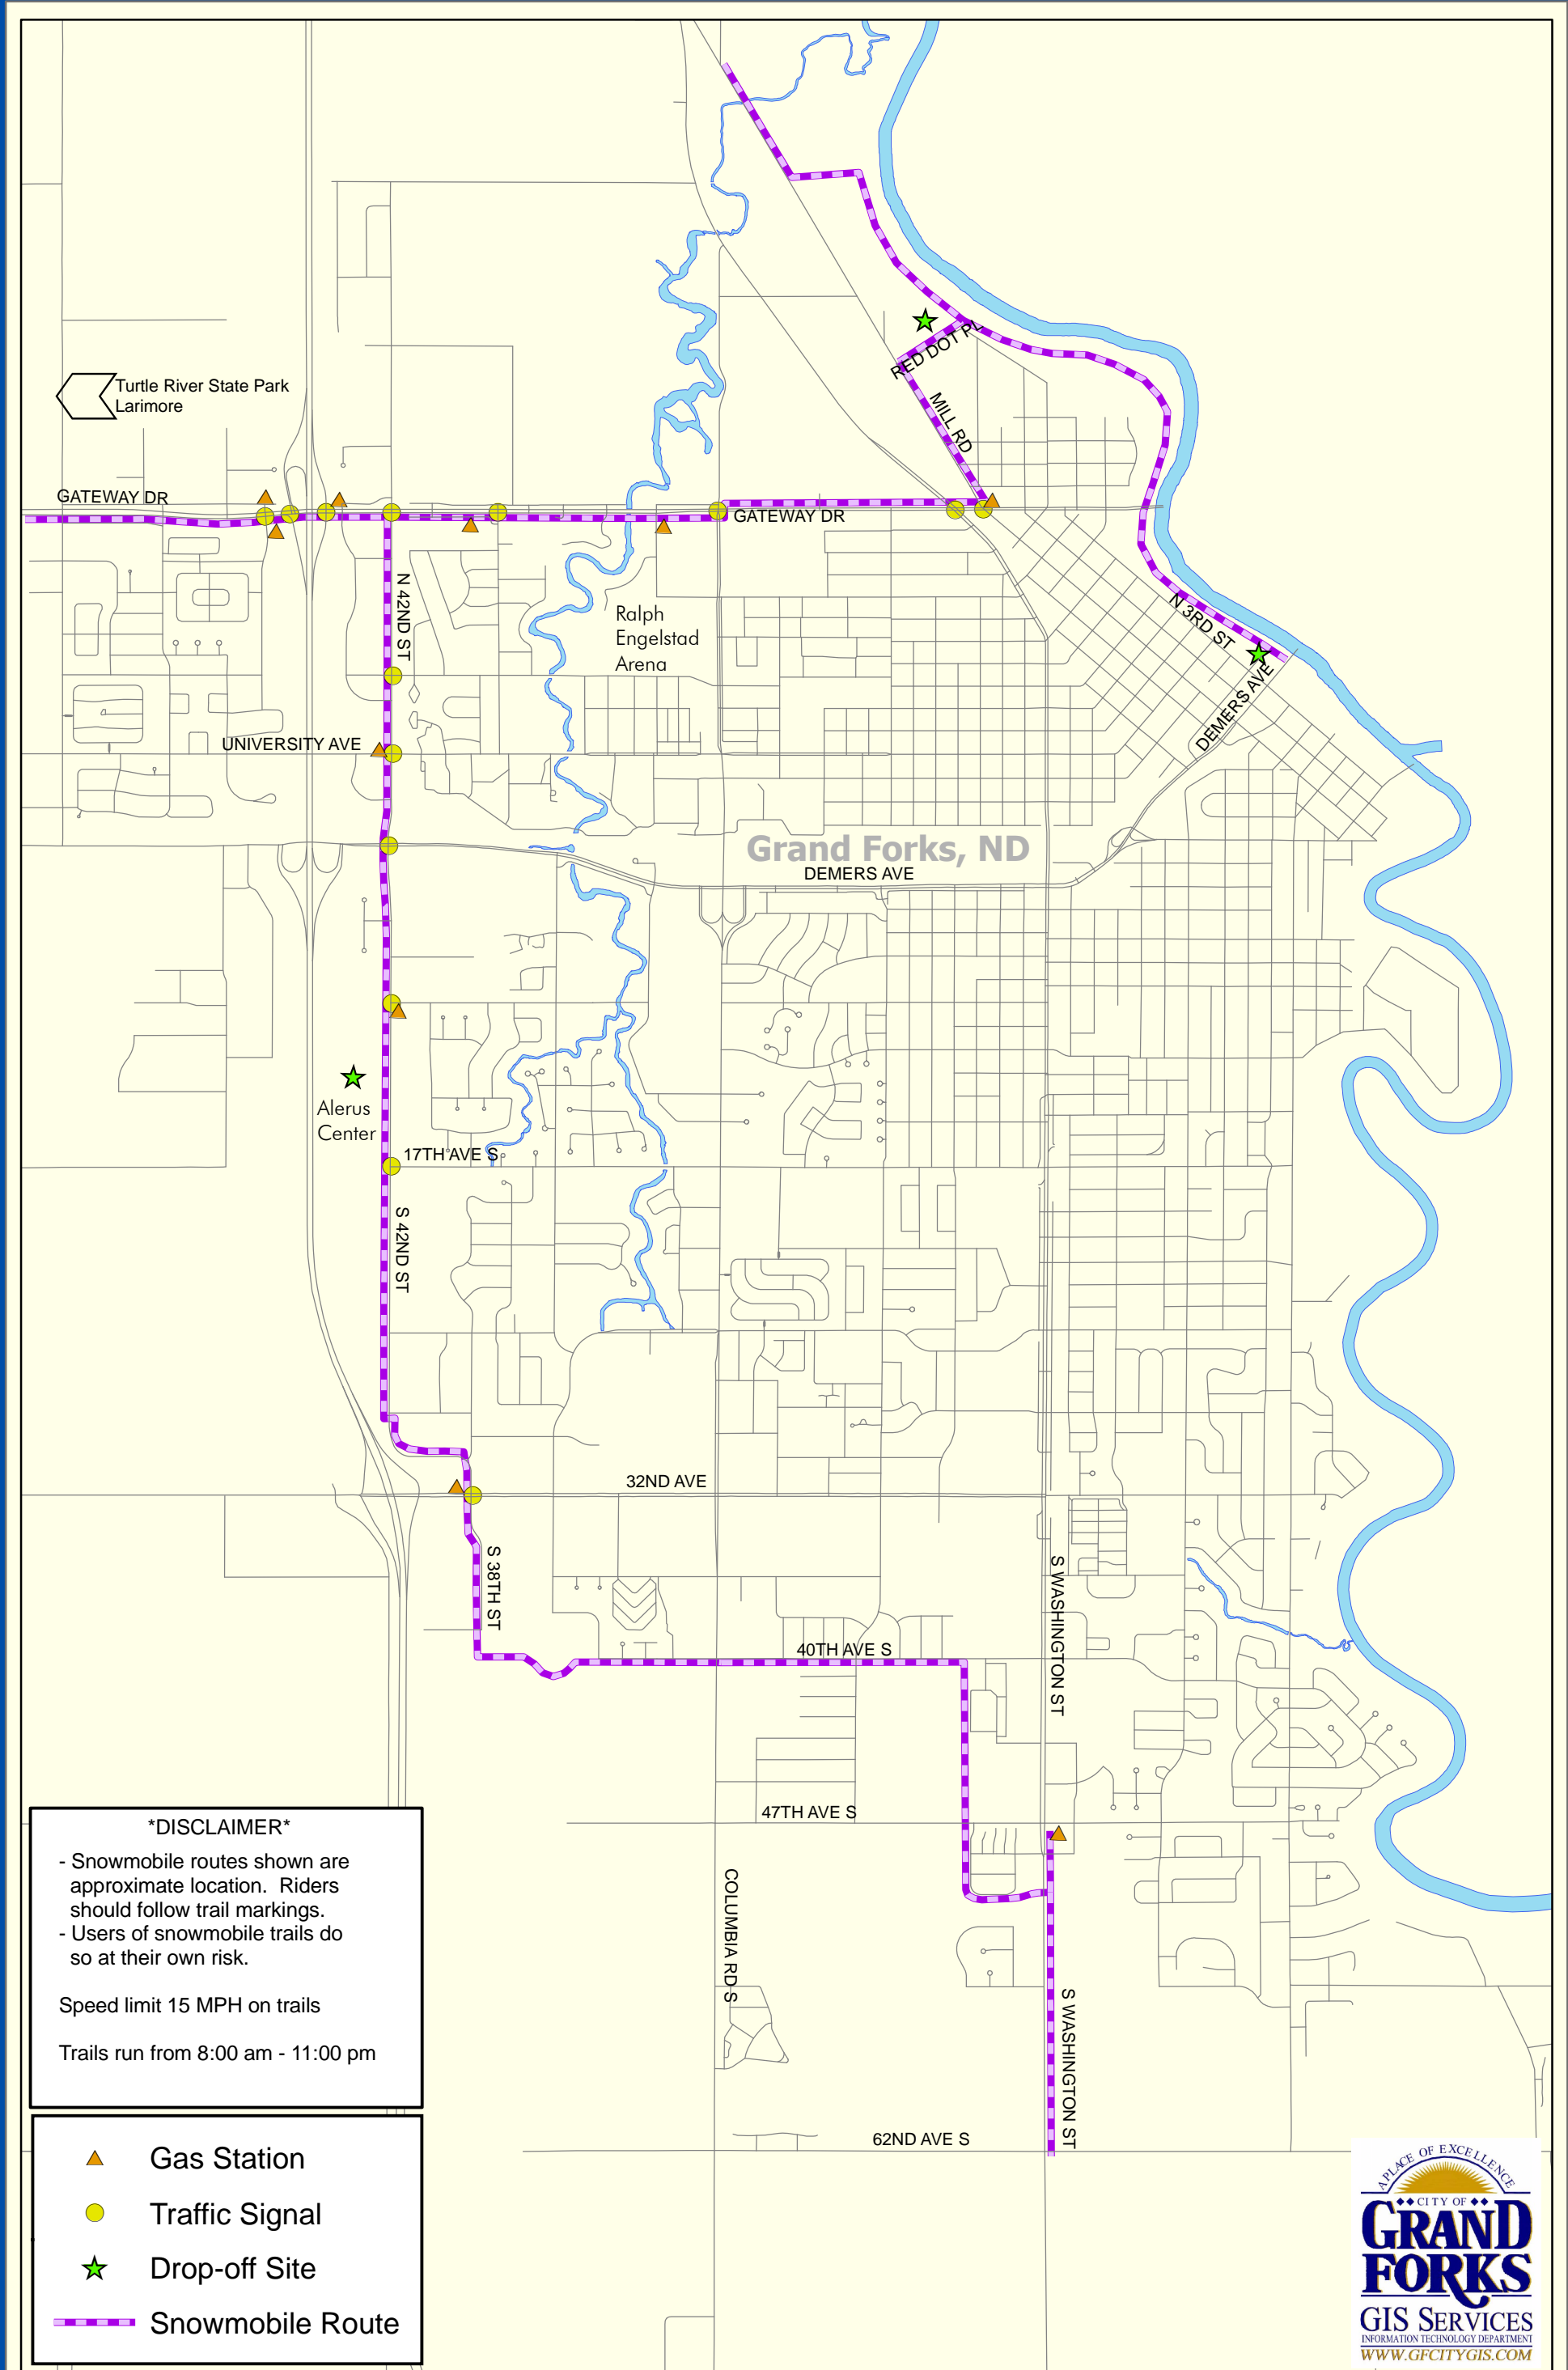 Turtle River State Park
Larimore
RED DOT PL
MILL RD
GATEWAY DR
GATEWAY DR
N 42ND ST
Ralph
Engelstad
Arena
N 3RD ST
DEMERS AVE
UNIVERSITY AVE
Grand Forks, ND
DEMERS AVE
Alerus
Center
17TH AVE S
S 42ND ST
32ND AVE
S 38TH ST
S WASHINGTON ST
40TH AVE S
47TH AVE S
COLUMBIA RD S
S WASHINGTON ST
62ND AVE S
*DISCLAIMER*
- Snowmobile routes shown are
approximate location. Riders
should follow trail markings.
- Users of snowmobile trails do
so at their own risk.
Speed limit 15 MPH on trails
Trails run from 8:00 am - 11:00 pm
Gas Station
Traffic Signal
Drop-off Site
Snowmobile Route
A PLACE OF EXCELLENCE
CITY OF
GRAND
FORKS
GIS SERVICES
INFORMATION TECHNOLOGY DEPARTMENT
WWW.GFCITYGIS.COM